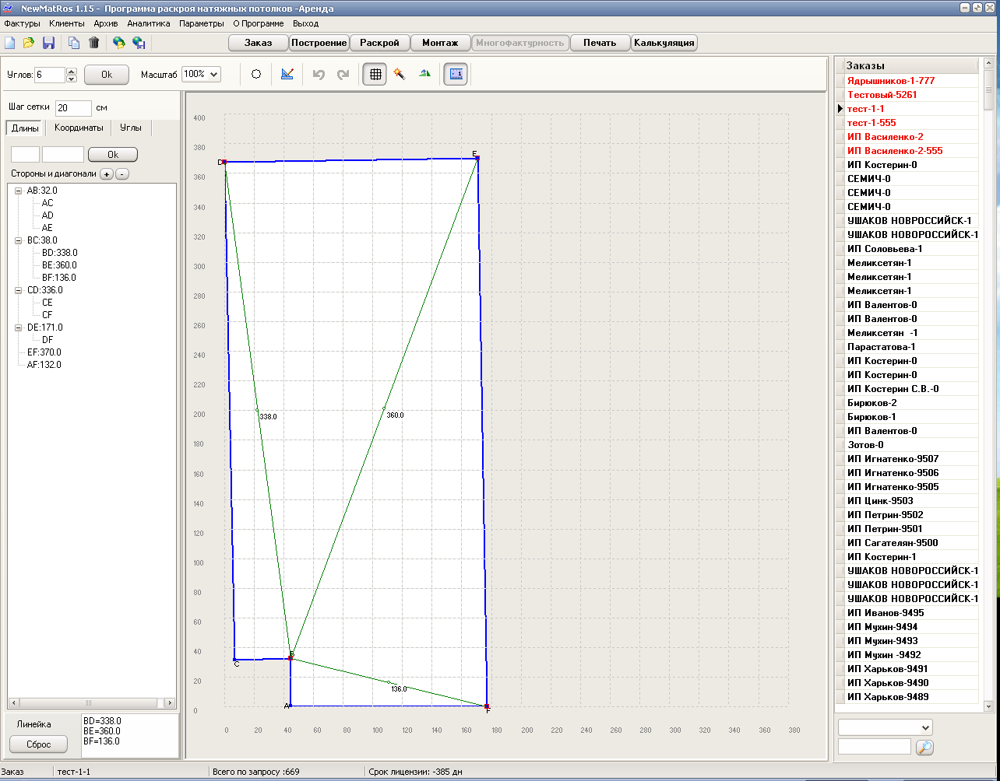 NewMatRos 1.15 - Программа раскроя натяжных потолков -Аренда
Фактуры Клиенты Архив Аналитика Параметры О Программе Выход
Заказ Построение Раскрой Монтаж Многофактурность Печать Калькуляция
Углов: 6 Ok Масштаб 100%
Шаг сетки 20 см
Длины Координаты Углы
Ok
Стороны и диагонали + -
AB:32.0
AC
AD
AE
BC:38.0
BD:338.0
BE:360.0
BF:136.0
CD:336.0
CE
CF
DE:171.0
DF
EF:370.0
AF:132.0
Линейка
Сброс
BD=338.0
BE=360.0
BF=136.0
400
380
360
340
320
300
280
260
240
220
200
180
160
140
120
100
80
60
40
20
0
0 20 40 60 80 100 120 140 160 180 200 220 240 260 280 300 320 340 360 380
D
E
338.0
360.0
B
C
136.0
A
F
Заказы
Ядрышников-1-777
Тестовый-5261
тест-1-1
тест-1-555
ИП Василенко-2
ИП Василенко-2-555
ИП Костерин-0
СЕМИЧ-0
СЕМИЧ-0
СЕМИЧ-0
УШАКОВ НОВРОССИЙСК-1
УШАКОВ НОВОРОССИЙСК-1
ИП Соловьева-1
Меликсетян-1
Меликсетян-1
Меликсетян-1
ИП Валентов-0
ИП Валентов-0
Меликсетян -1
Парастатова-1
ИП Костерин-0
ИП Костерин-0
ИП Костерин С.В.-0
Бирюков-2
Бирюков-1
ИП Валентов-0
Зотов-0
ИП Игнатенко-9507
ИП Игнатенко-9506
ИП Игнатенко-9505
ИП Цинк-9503
ИП Петрин-9502
ИП Петрин-9501
ИП Сагателян-9500
ИП Костерин-1
УШАКОВ НОВОРОССИЙСК-1
УШАКОВ НОВОРОССИЙСК-1
УШАКОВ НОВОРОССИЙСК-1
ИП Иванов-9495
ИП Мухин-9494
ИП Мухин-9493
ИП Мухин -9492
ИП Харьков-9491
ИП Харьков-9490
ИП Харьков-9489
Заказ тест-1-1 Всего по запросу :669 Срок лицензии: -385 дн